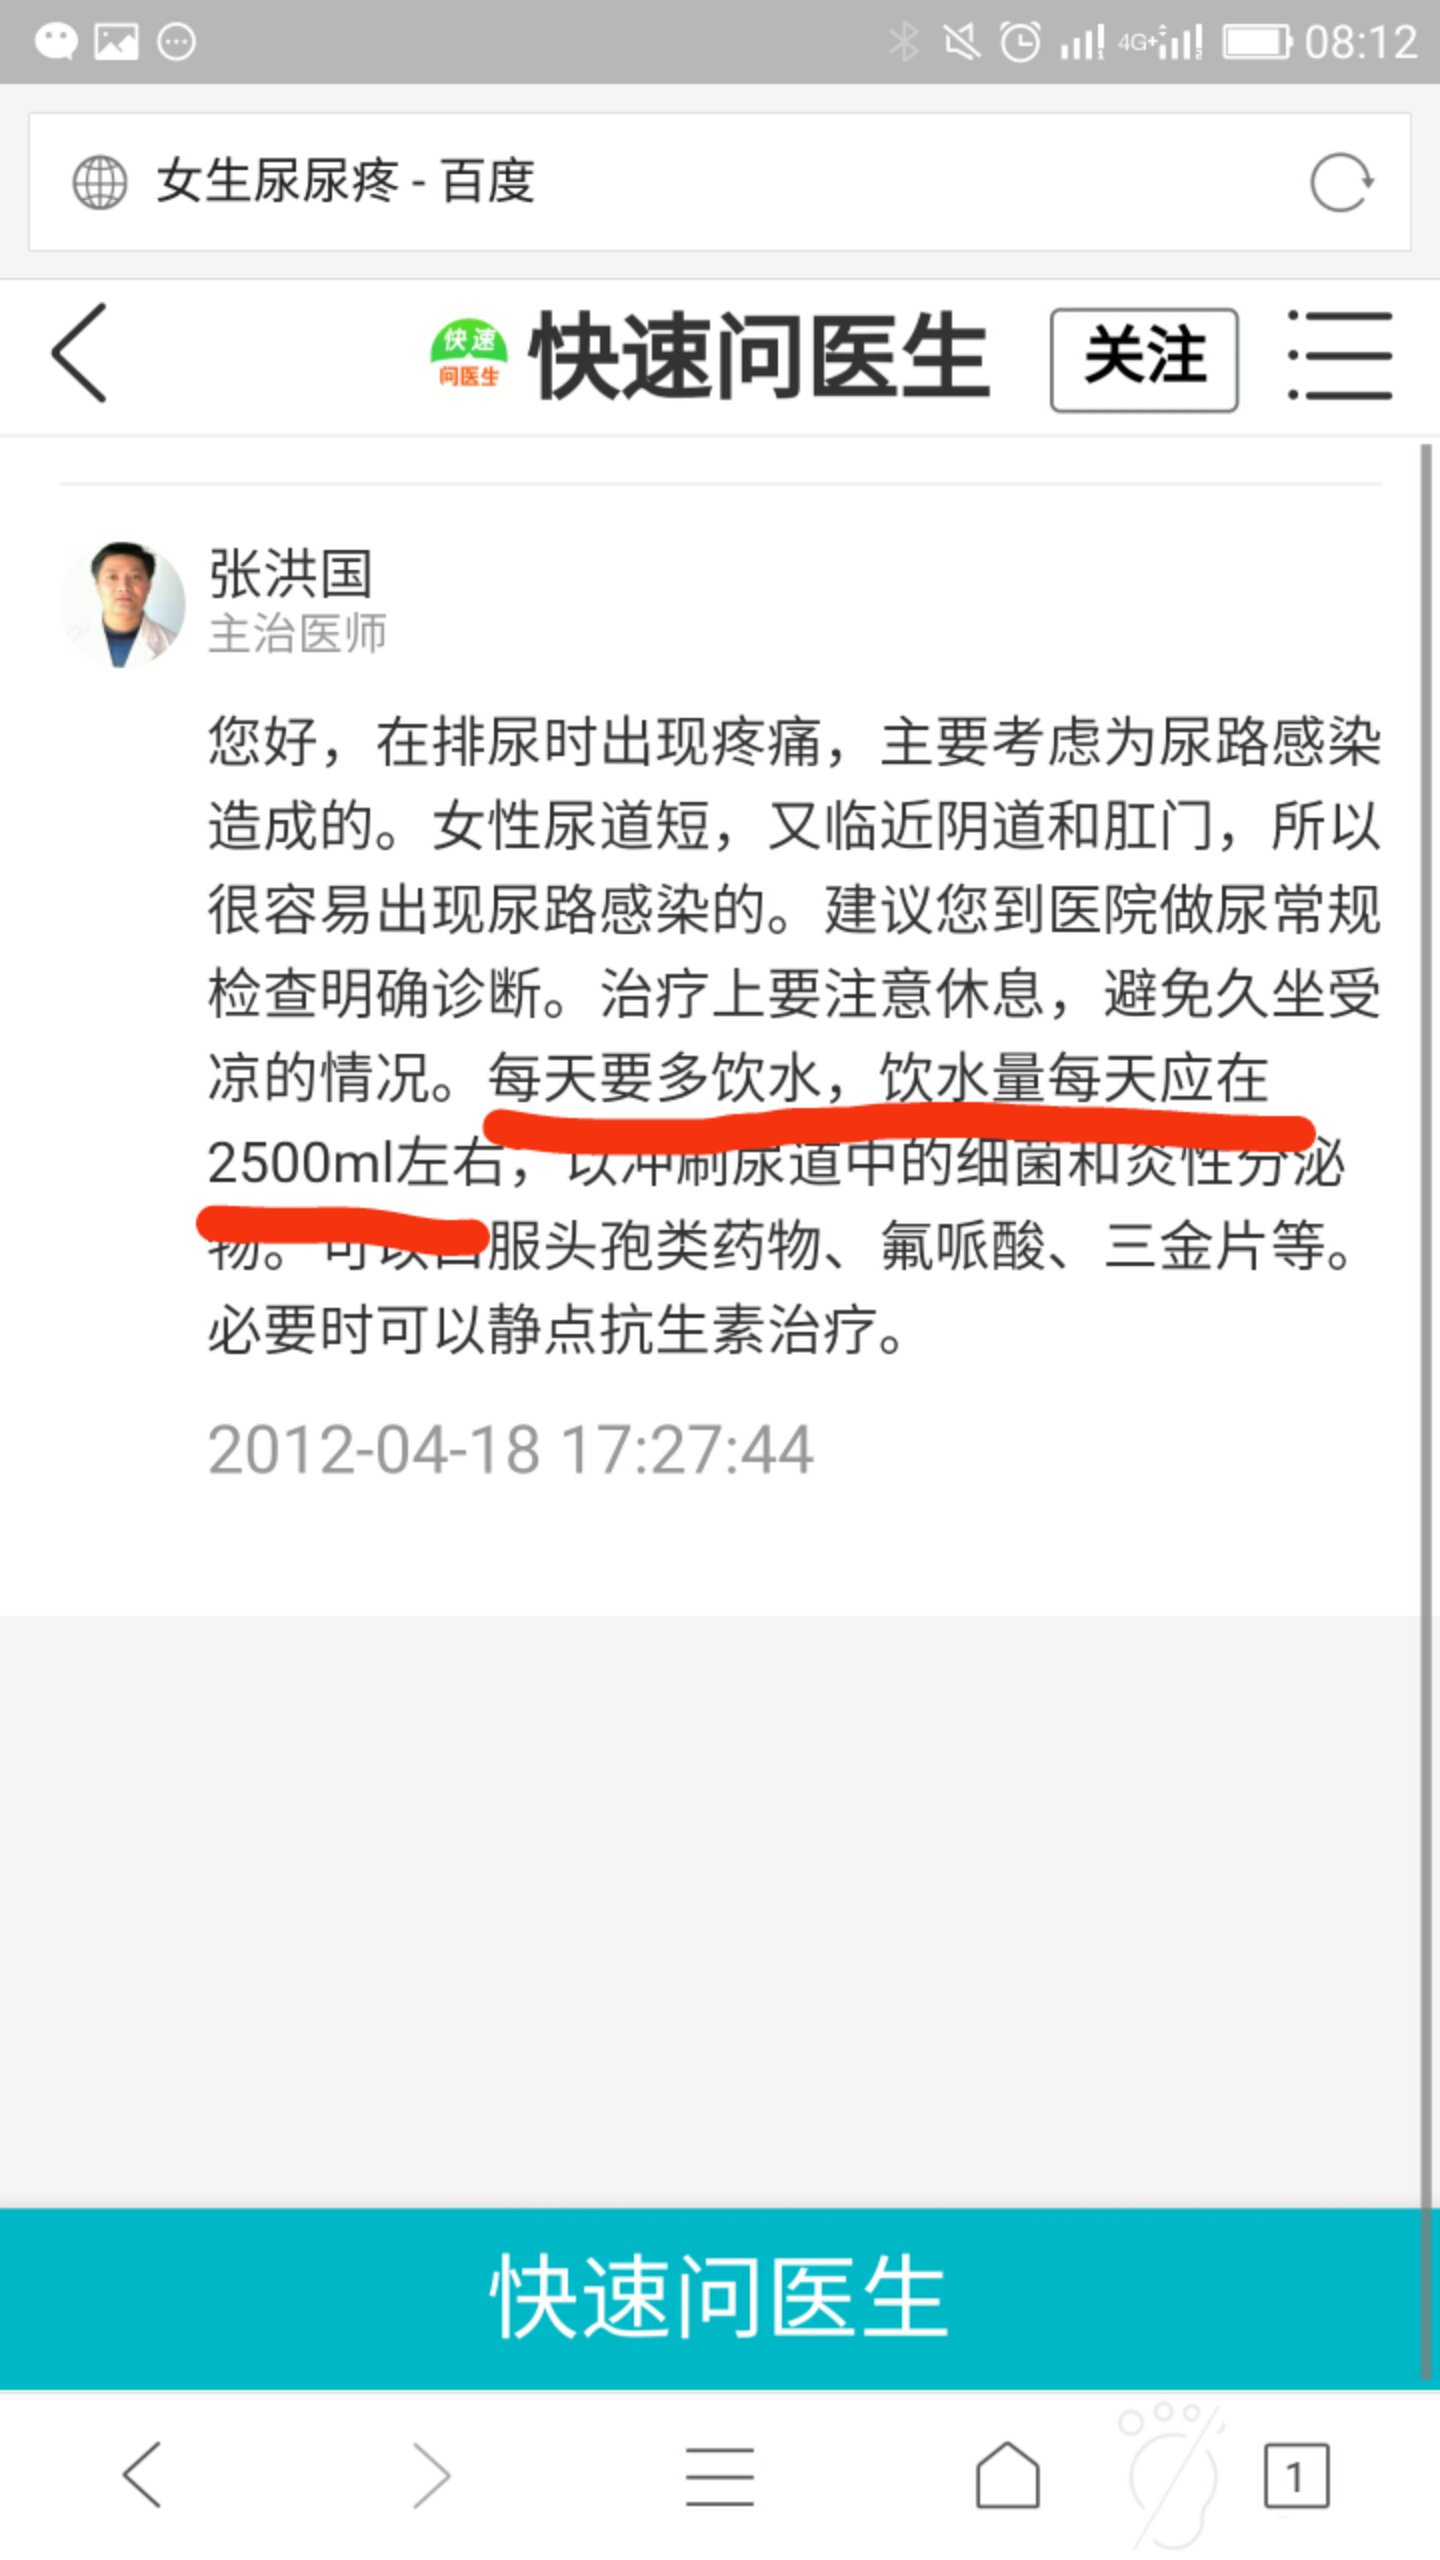 4G+ 08:12
女生尿尿疼 - 百度
快速
问医生
快速问医生
关注
张洪国
主治医师
您好，在排尿时出现疼痛，主要考虑为尿路感染
造成的。女性尿道短，又临近阴道和肛门，所以
很容易出现尿路感染的。建议您到医院做尿常规
检查明确诊断。治疗上要注意休息，避免久坐受
凉的情况。每天要多饮水，饮水量每天应在
2500ml左右，以冲刷尿道中的细菌和炎性分泌
物。可以口服头孢类药物、氟哌酸、三金片等。
必要时可以静点抗生素治疗。
2012-04-18 17:27:44
快速问医生
1